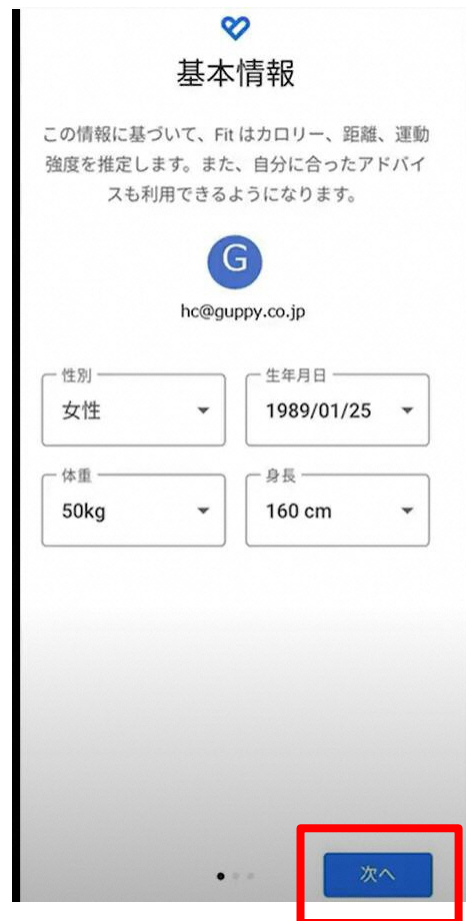 基本情報
この情報に基づいて、Fit はカロリー、距離、運動
強度を推定します。また、自分に合ったアドバイ
スも利用できるようになります。
G
hc@guppy.co.jp
性別
女性
生年月日
1989/01/25
体重
50kg
身長
160 cm
次へ